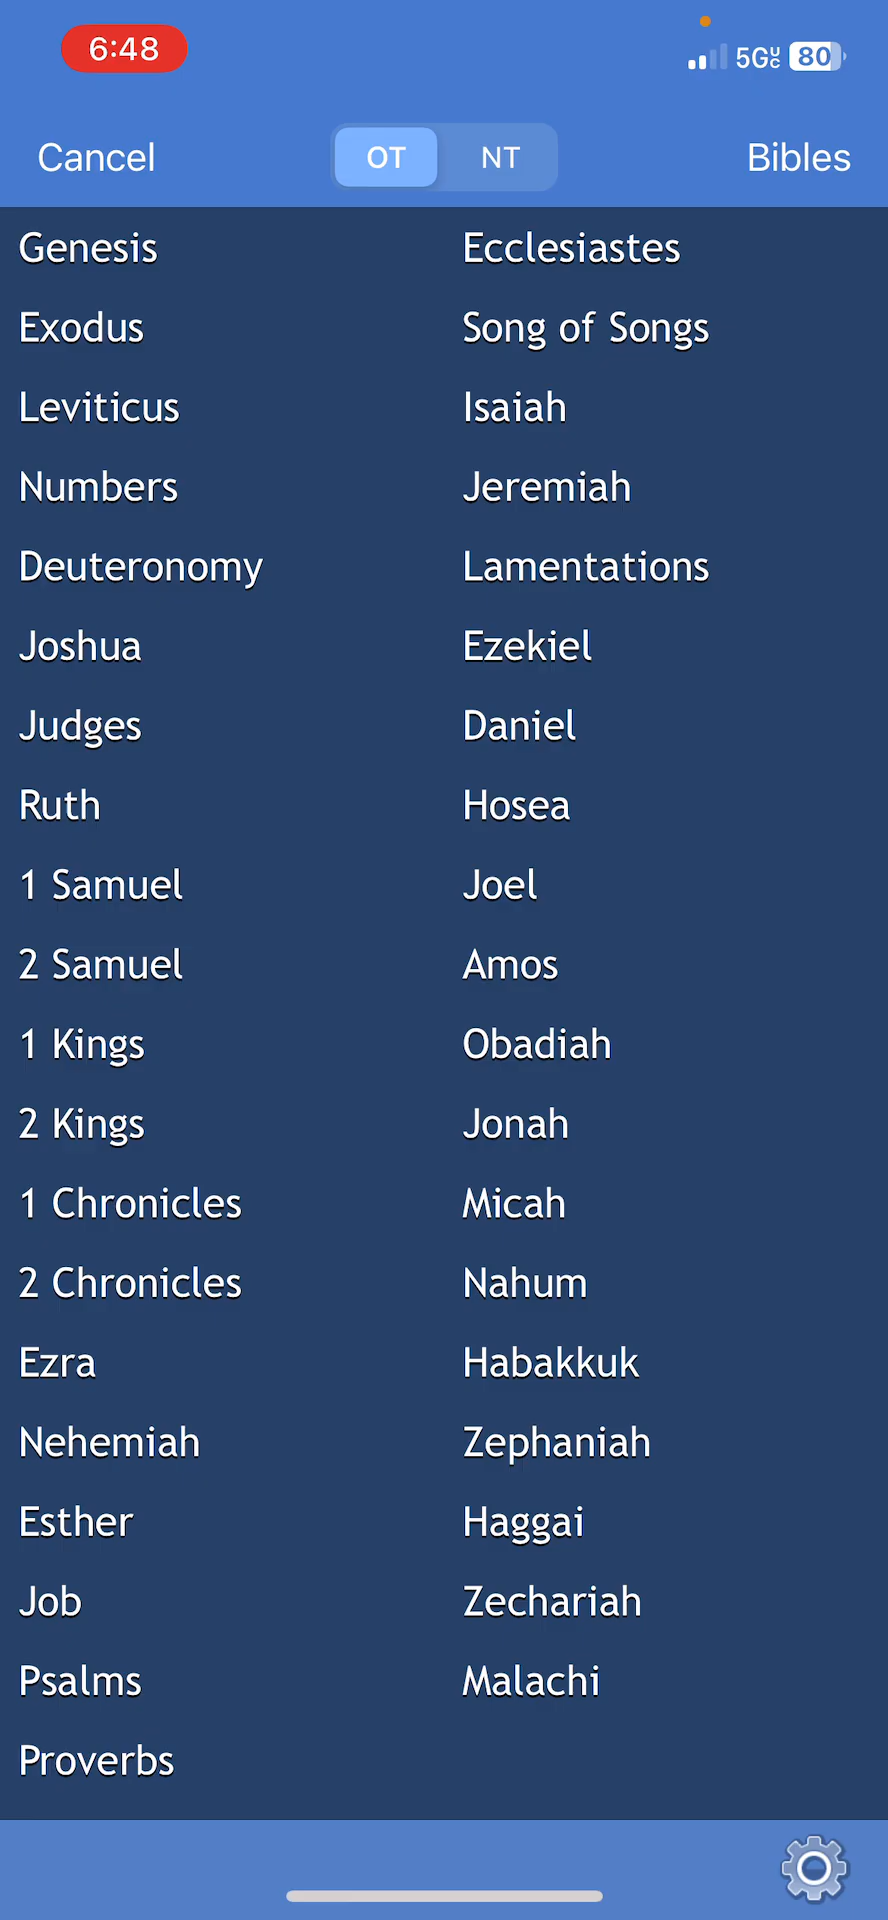 6:48
5GUC 80
Cancel
OT NT
Bibles
Genesis
Exodus
Leviticus
Numbers
Deuteronomy
Joshua
Judges
Ruth
1 Samuel
2 Samuel
1 Kings
2 Kings
1 Chronicles
2 Chronicles
Ezra
Nehemiah
Esther
Job
Psalms
Proverbs
Ecclesiastes
Song of Songs
Isaiah
Jeremiah
Lamentations
Ezekiel
Daniel
Hosea
Joel
Amos
Obadiah
Jonah
Micah
Nahum
Habakkuk
Zephaniah
Haggai
Zechariah
Malachi